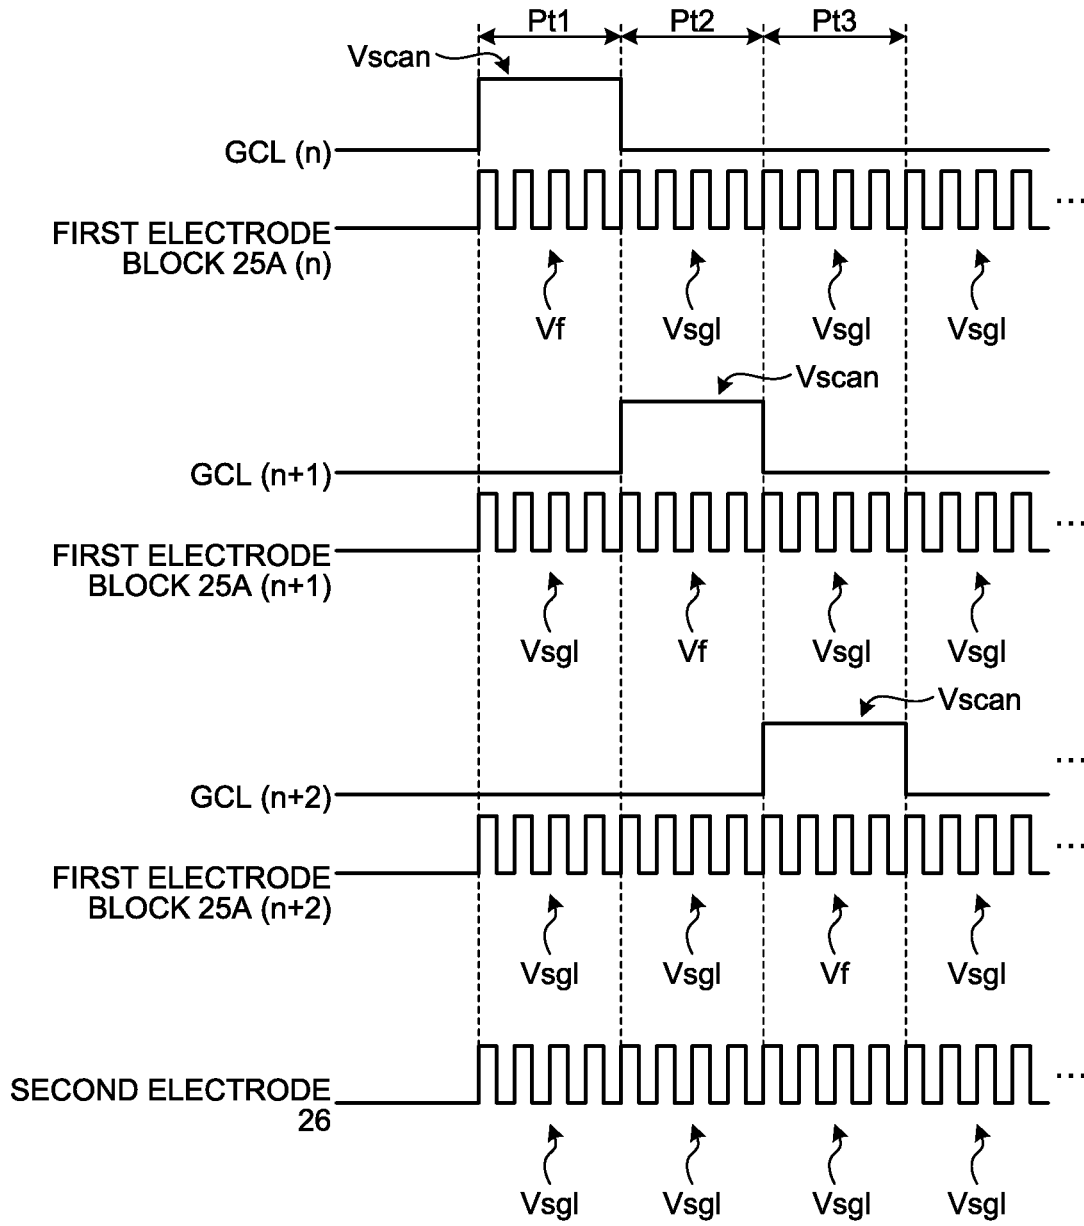 Pt1 Pt2 Pt3
Vscan
GCL (n)
...
FIRST ELECTRODE
BLOCK 25A (n)
Vf Vsgl Vsgl Vsgl
Vscan
GCL (n+1)
...
FIRST ELECTRODE
BLOCK 25A (n+1)
Vsgl Vf Vsgl Vsgl
Vscan
...
GCL (n+2)
...
FIRST ELECTRODE
BLOCK 25A (n+2)
Vsgl Vsgl Vf Vsgl
...
SECOND ELECTRODE
26
Vsgl Vsgl Vsgl Vsgl